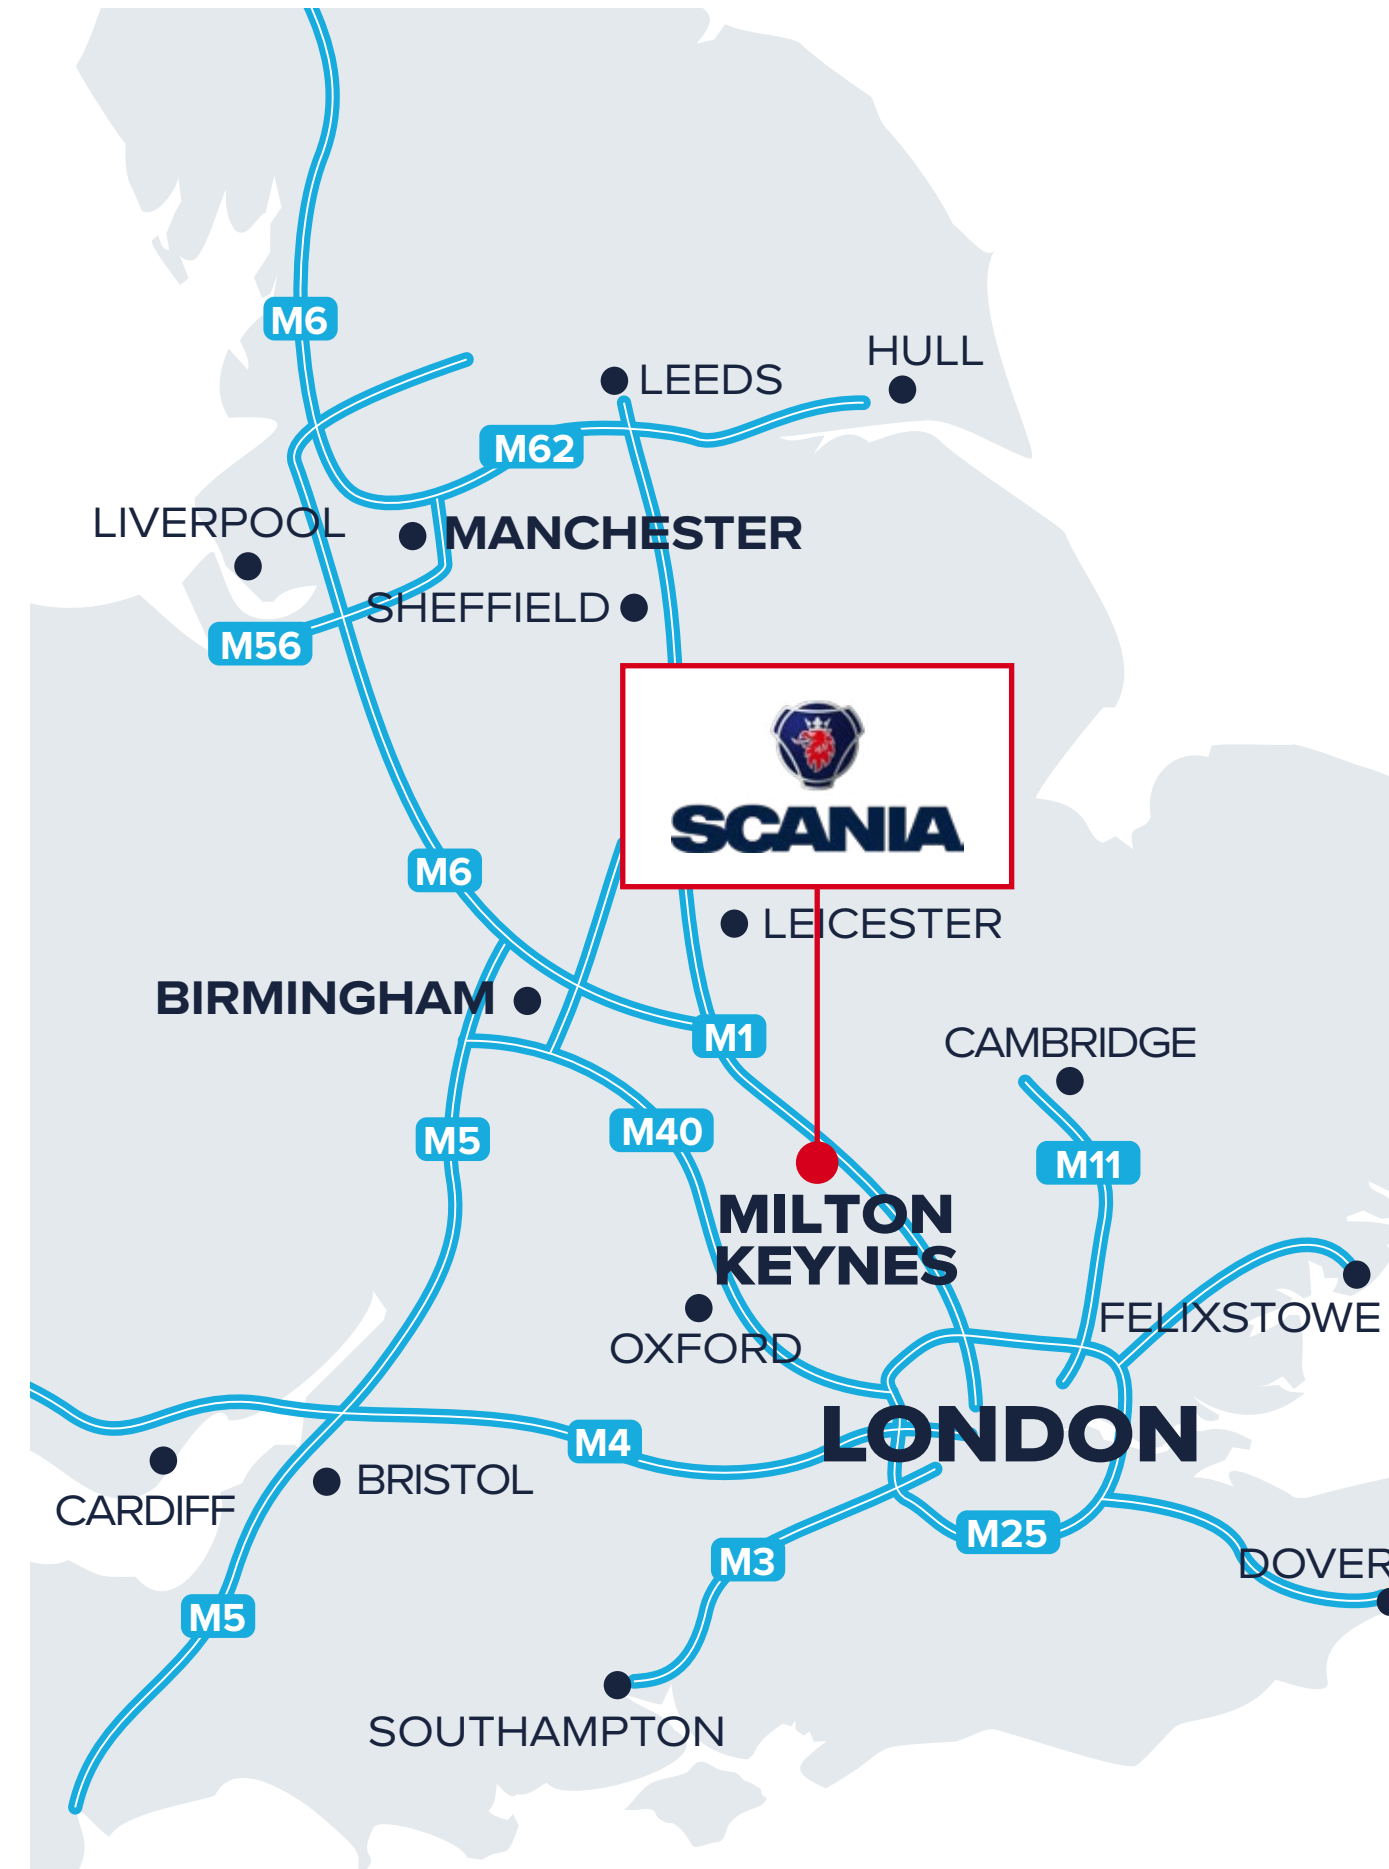 M6
HULL
LEEDS
M62
LIVERPOOL
MANCHESTER
SHEFFIELD
M56
SCANIA
M6
LEICESTER
BIRMINGHAM
M1
CAMBRIDGE
M5
M40
M11
MILTON
KEYNES
FELIXSTOWE
OXFORD
LONDON
M4
BRISTOL
CARDIFF
M25
M3
DOVER
M5
SOUTHAMPTON